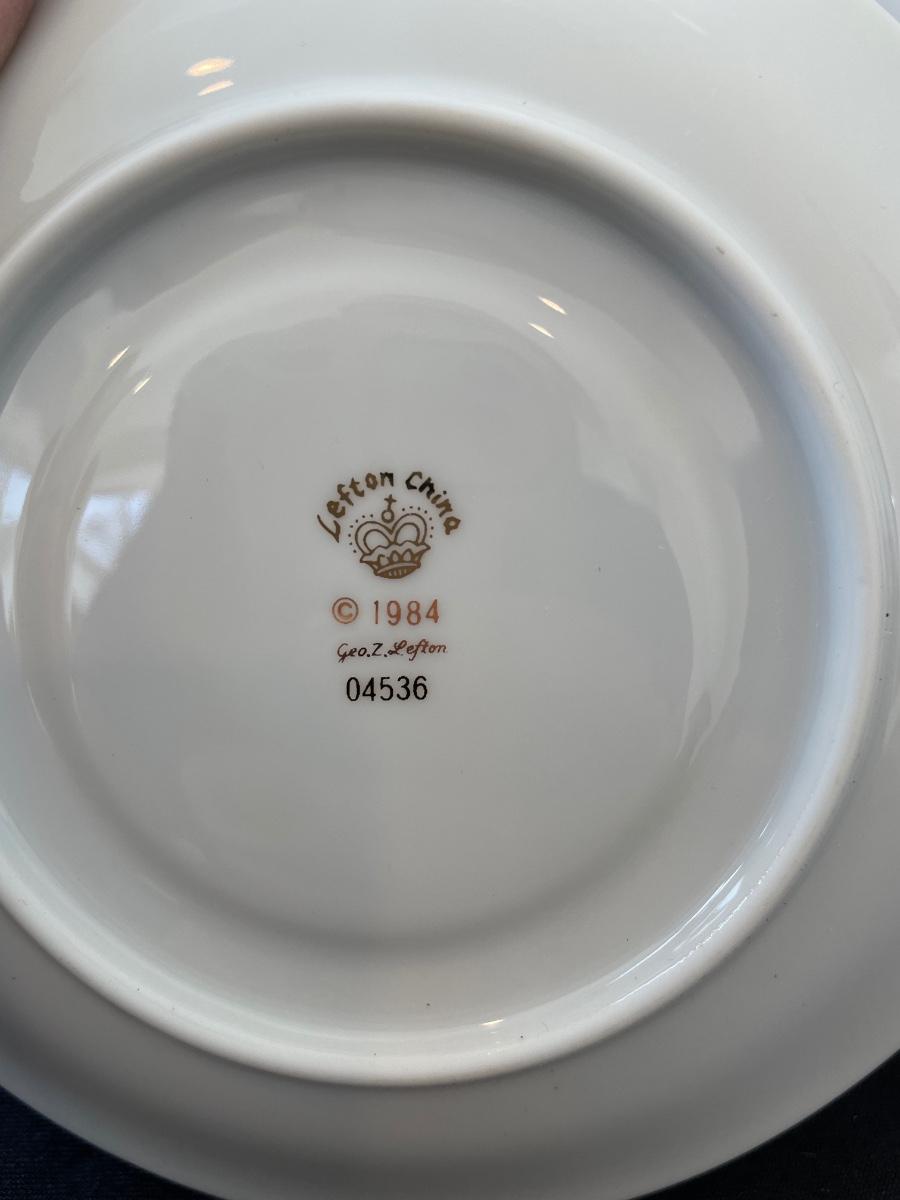 Lefton China
© 1984
Geo. Z. Lefton
04536